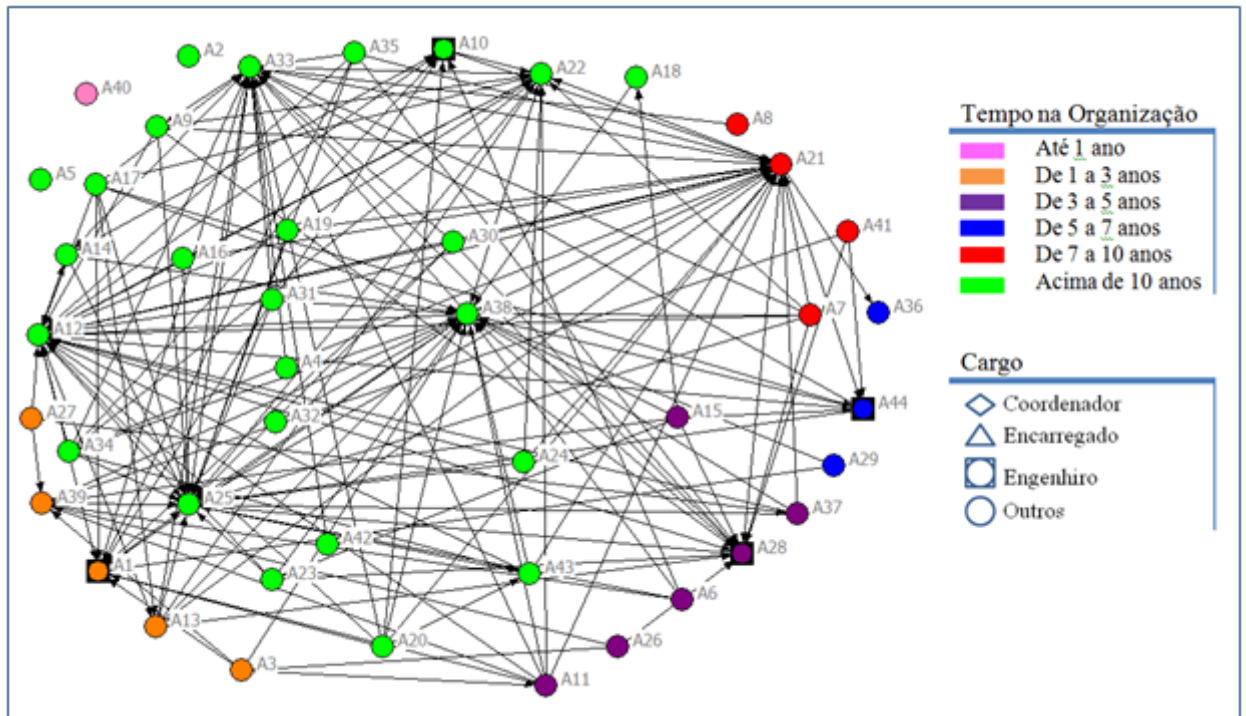 A2
A33
A35
A10
A22
A18
A40
A9
A8
A21
A5
A17
A14
A16
A19
A30
A41
A31
A38
A7
A36
A12
A4
A27
A32
A15
A44
A34
A24
A29
A39
A25
A37
A42
A28
A1
A23
A43
A6
A13
A20
A26
A3
A11
Tempo na Organização
Até 1 ano
De 1 a 3 anos
De 3 a 5 anos
De 5 a 7 anos
De 7 a 10 anos
Acima de 10 anos
Cargo
Coordenador
Encarregado
Engenhiro
Outros